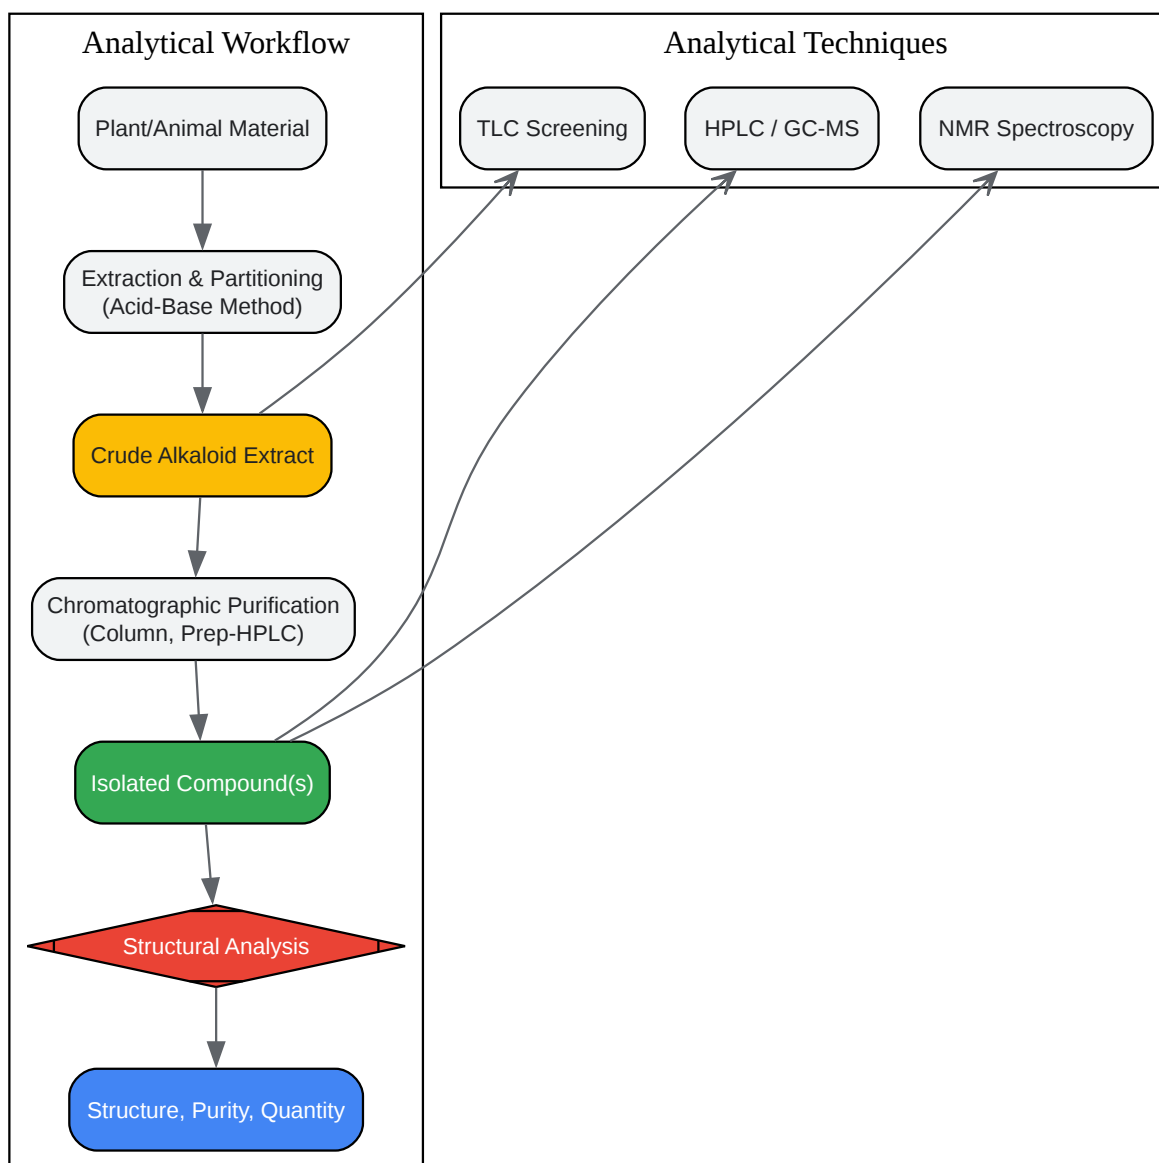 Analytical Workflow
Plant/Animal Material
Extraction & Partitioning
(Acid-Base Method)
Crude Alkaloid Extract
Chromatographic Purification
(Column, Prep-HPLC)
Isolated Compound(s)
Structural Analysis
Structure, Purity, Quantity
Analytical Techniques
TLC Screening
HPLC / GC-MS
NMR Spectroscopy